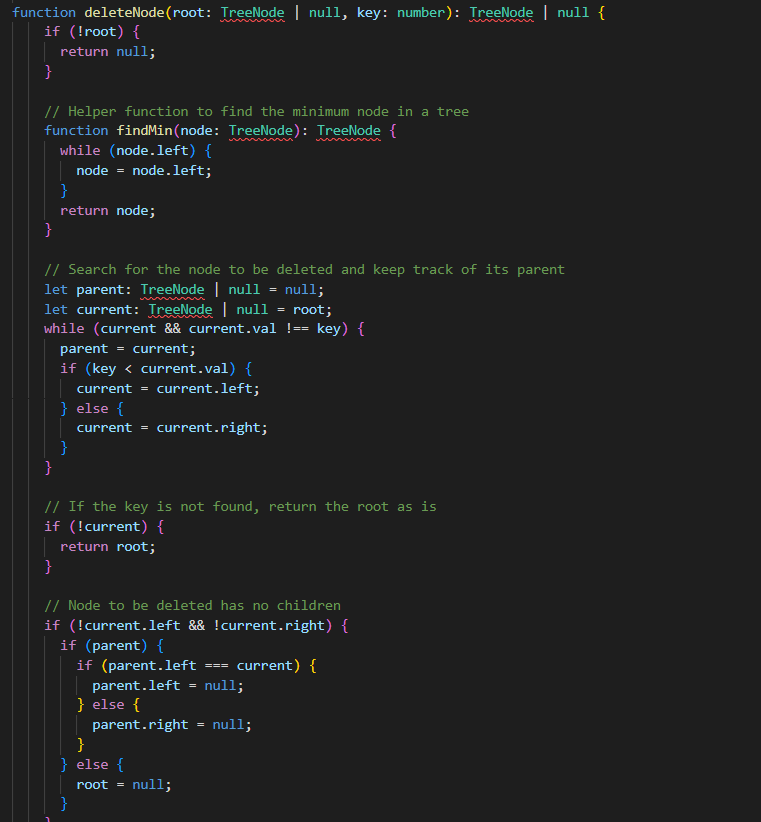 function deleteNode(root: TreeNode | null, key: number): TreeNode | null {
    if (!root) {
      return null;
    }

    // Helper function to find the minimum node in a tree
    function findMin(node: TreeNode): TreeNode {
      while (node.left) {
        node = node.left;
      }
      return node;
    }

    // Search for the node to be deleted and keep track of its parent
    let parent: TreeNode | null = null;
    let current: TreeNode | null = root;
    while (current && current.val !== key) {
      parent = current;
      if (key < current.val) {
        current = current.left;
      } else {
        current = current.right;
      }
    }

    // If the key is not found, return the root as is
    if (!current) {
      return root;
    }

    // Node to be deleted has no children
    if (!current.left && !current.right) {
      if (parent) {
        if (parent.left === current) {
          parent.left = null;
        } else {
          parent.right = null;
        }
      } else {
        root = null;
      }
    }